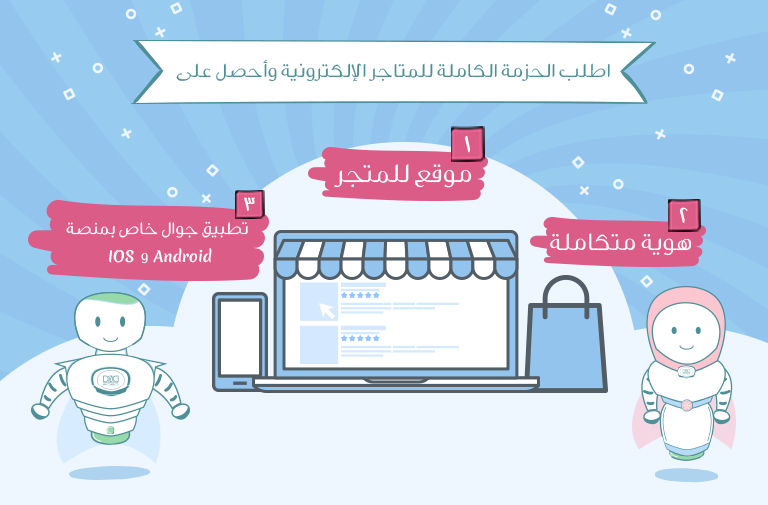 اطلب الحزمة الكاملة للمتاجر الإلكترونية وأحصل على
١
موقع للمتجر
٢
هوية متكاملة
٣
تطبيق جوال خاص بمنصة
Android و IOS